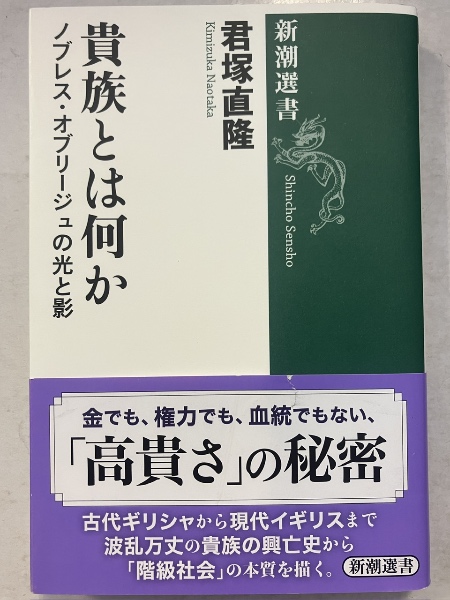 新潮選書
Shincho Sensho
君塚直隆
Kimizuka Naotaka
貴族とは何か
ノブレス・オブリージュの光と影
金でも、権力でも、血統でもない、
「高貴さ」の秘密
古代ギリシャから現代イギリスまで
波乱万丈の貴族の興亡史から
「階級社会」の本質を描く。
新潮選書